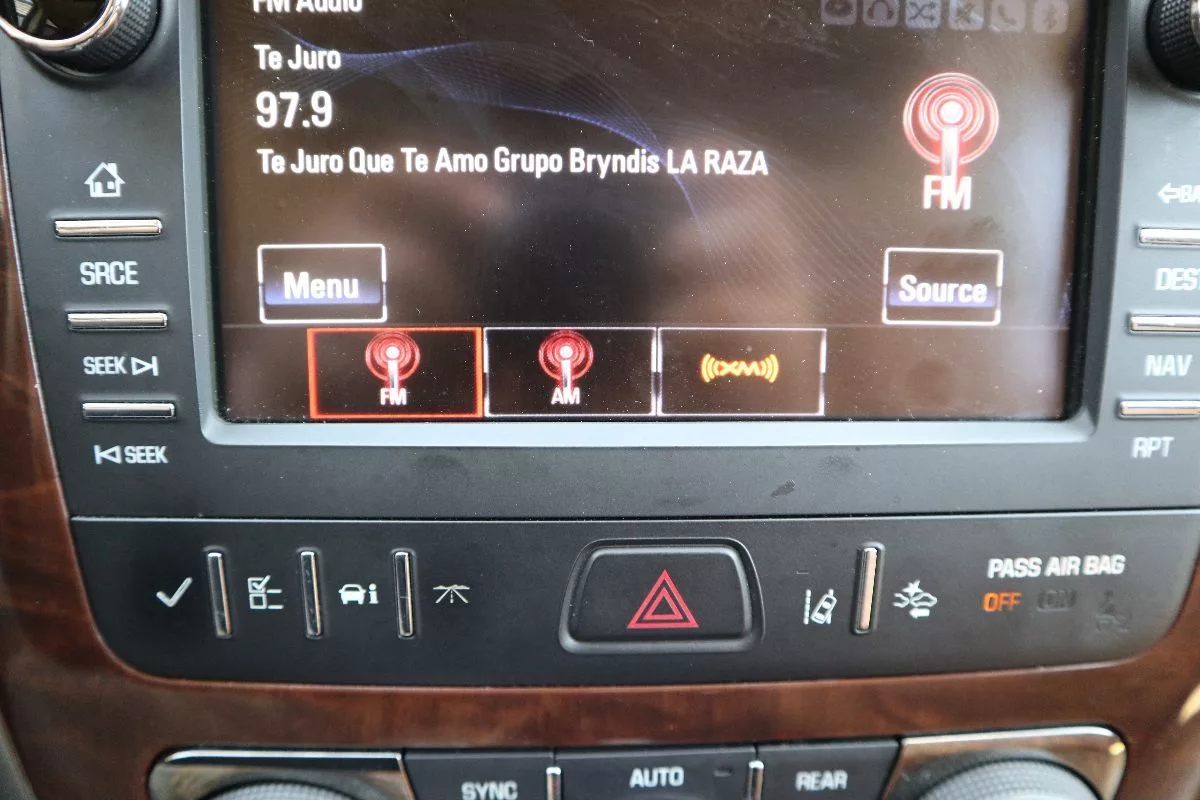 FM Audio
Te Juro
97.9
Te Juro Que Te Amo Grupo Bryndis LA RAZA
FM
Menu
Source
FM
AM
XM
SRCE
SEEK
SEEK
NAV
RPT
PASS AIR BAG
OFF ON
SYNC
AUTO
REAR